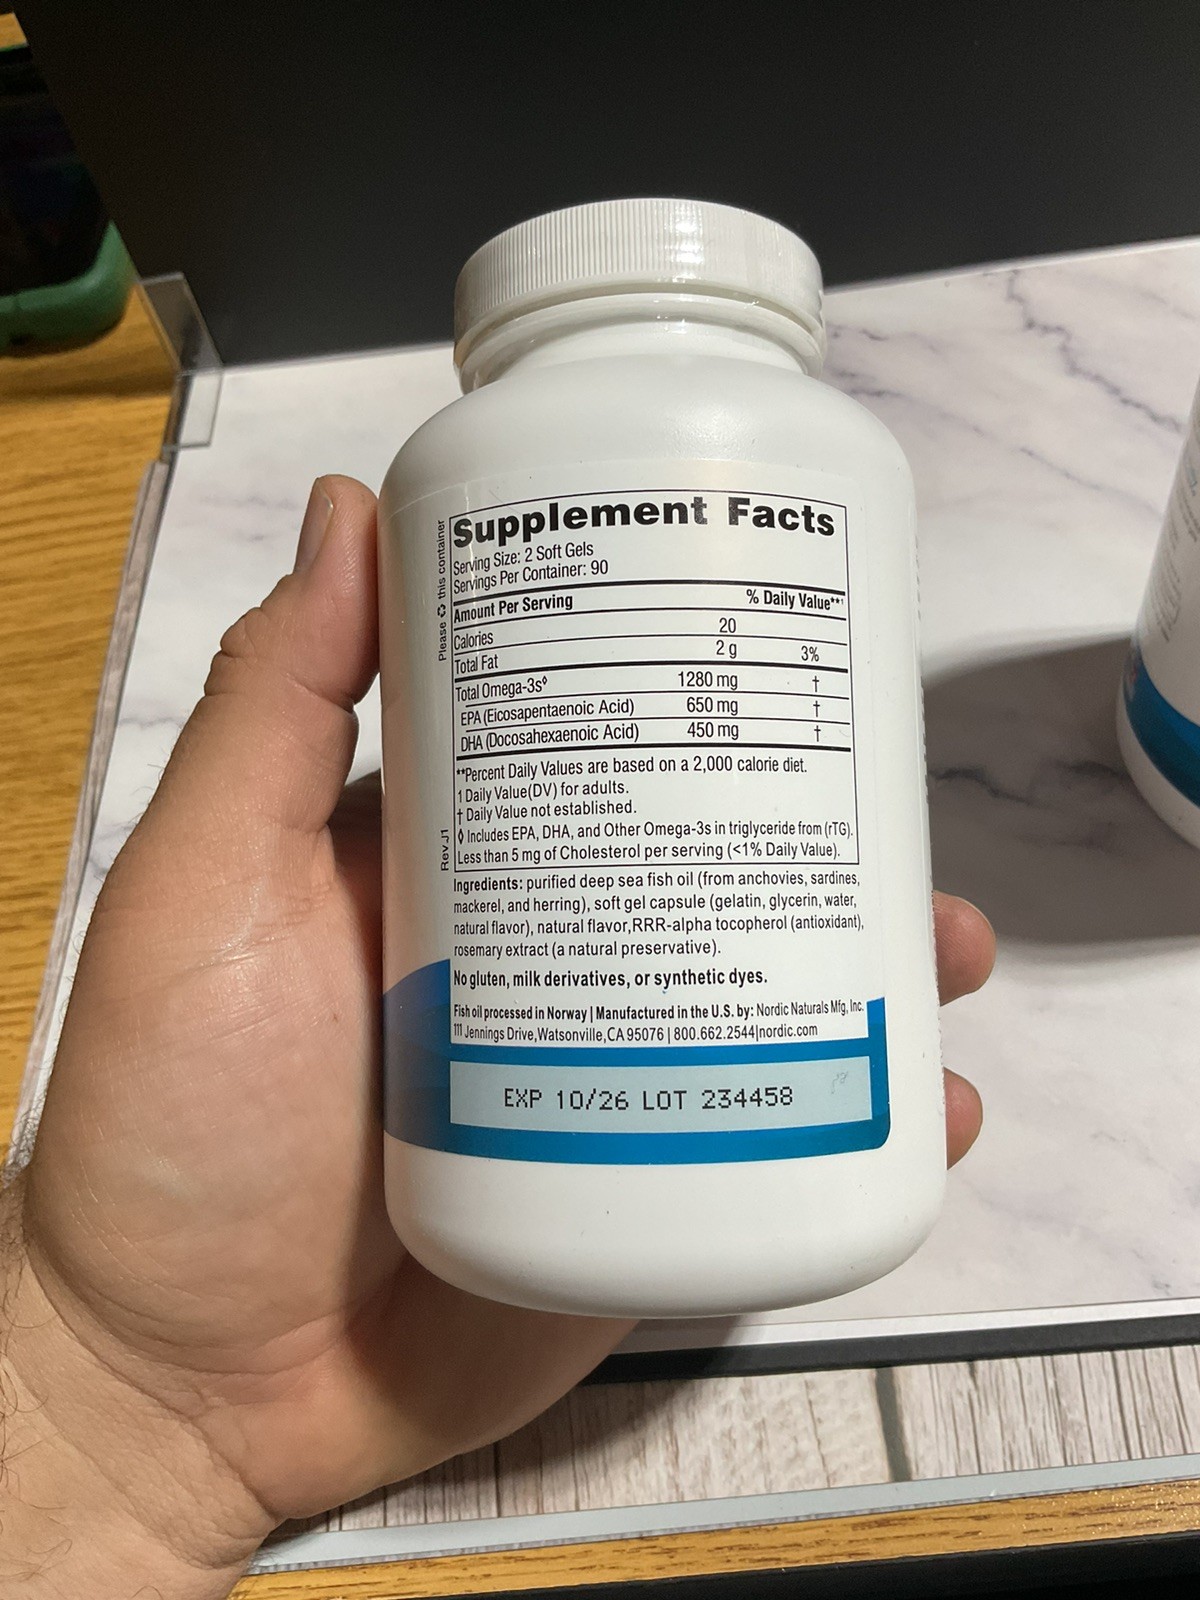 Please this container
Rev.J1
Supplement Facts
Serving Size: 2 Soft Gels
Servings Per Container: 90
Amount Per Serving % Daily Value**¹
Calories 20
Total Fat 2 g 3%
Total Omega-3s◊ 1280 mg †
EPA (Eicosapentaenoic Acid) 650 mg †
DHA (Docosahexaenoic Acid) 450 mg †
**Percent Daily Values are based on a 2,000 calorie diet.
1 Daily Value(DV) for adults.
† Daily Value not established.
◊ Includes EPA, DHA, and Other Omega-3s in triglyceride from (rTG).
Less than 5 mg of Cholesterol per serving (<1% Daily Value).
Ingredients: purified deep sea fish oil (from anchovies, sardines,
mackerel, and herring), soft gel capsule (gelatin, glycerin, water,
natural flavor), natural flavor,RRR-alpha tocopherol (antioxidant),
rosemary extract (a natural preservative).
No gluten, milk derivatives, or synthetic dyes.
Fish oil processed in Norway | Manufactured in the U.S. by: Nordic Naturals Mfg, Inc.
111 Jennings Drive,Watsonville,CA 95076 | 800.662.2544|nordic.com
EXP 10/26 LOT 234458